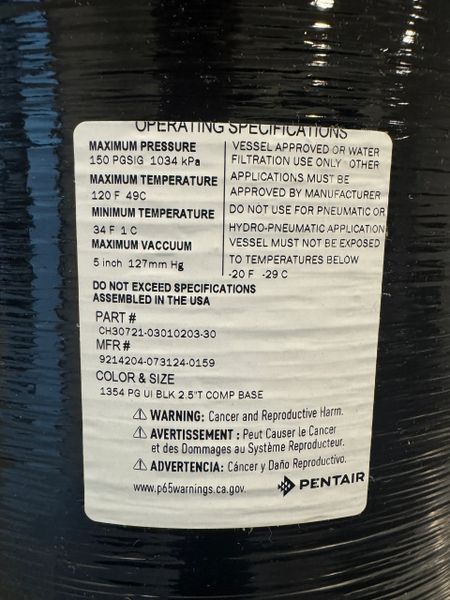 OPERATING SPECIFICATIONS
MAXIMUM PRESSURE
150 PGSIG 1034 kPa
MAXIMUM TEMPERATURE
120 F 49C
MINIMUM TEMPERATURE
34 F 1 C
MAXIMUM VACCUUM
5 inch 127mm Hg
VESSEL APPROVED OR WATER
FILTRATION USE ONLY OTHER
APPLICATIONS MUST BE
APPROVED BY MANUFACTURER
DO NOT USE FOR PNEUMATIC OR
HYDRO-PNEUMATIC APPLICATION
VESSEL MUST NOT BE EXPOSED
TO TEMPERATURES BELOW
-20 F -29 C
DO NOT EXCEED SPECIFICATIONS
ASSEMBLED IN THE USA
PART #
CH30721-03010203-30
MFR #
9214204-073124-0159
COLOR & SIZE
1354 PG UI BLK 2.5"T COMP BASE
⚠ WARNING: Cancer and Reproductive Harm.
⚠ AVERTISSEMENT : Peut Causer le Cancer
et des Dommages au Système Reproducteur.
⚠ ADVERTENCIA: Cáncer y Daño Reproductivo.
www.p65warnings.ca.gov.
PENTAIR